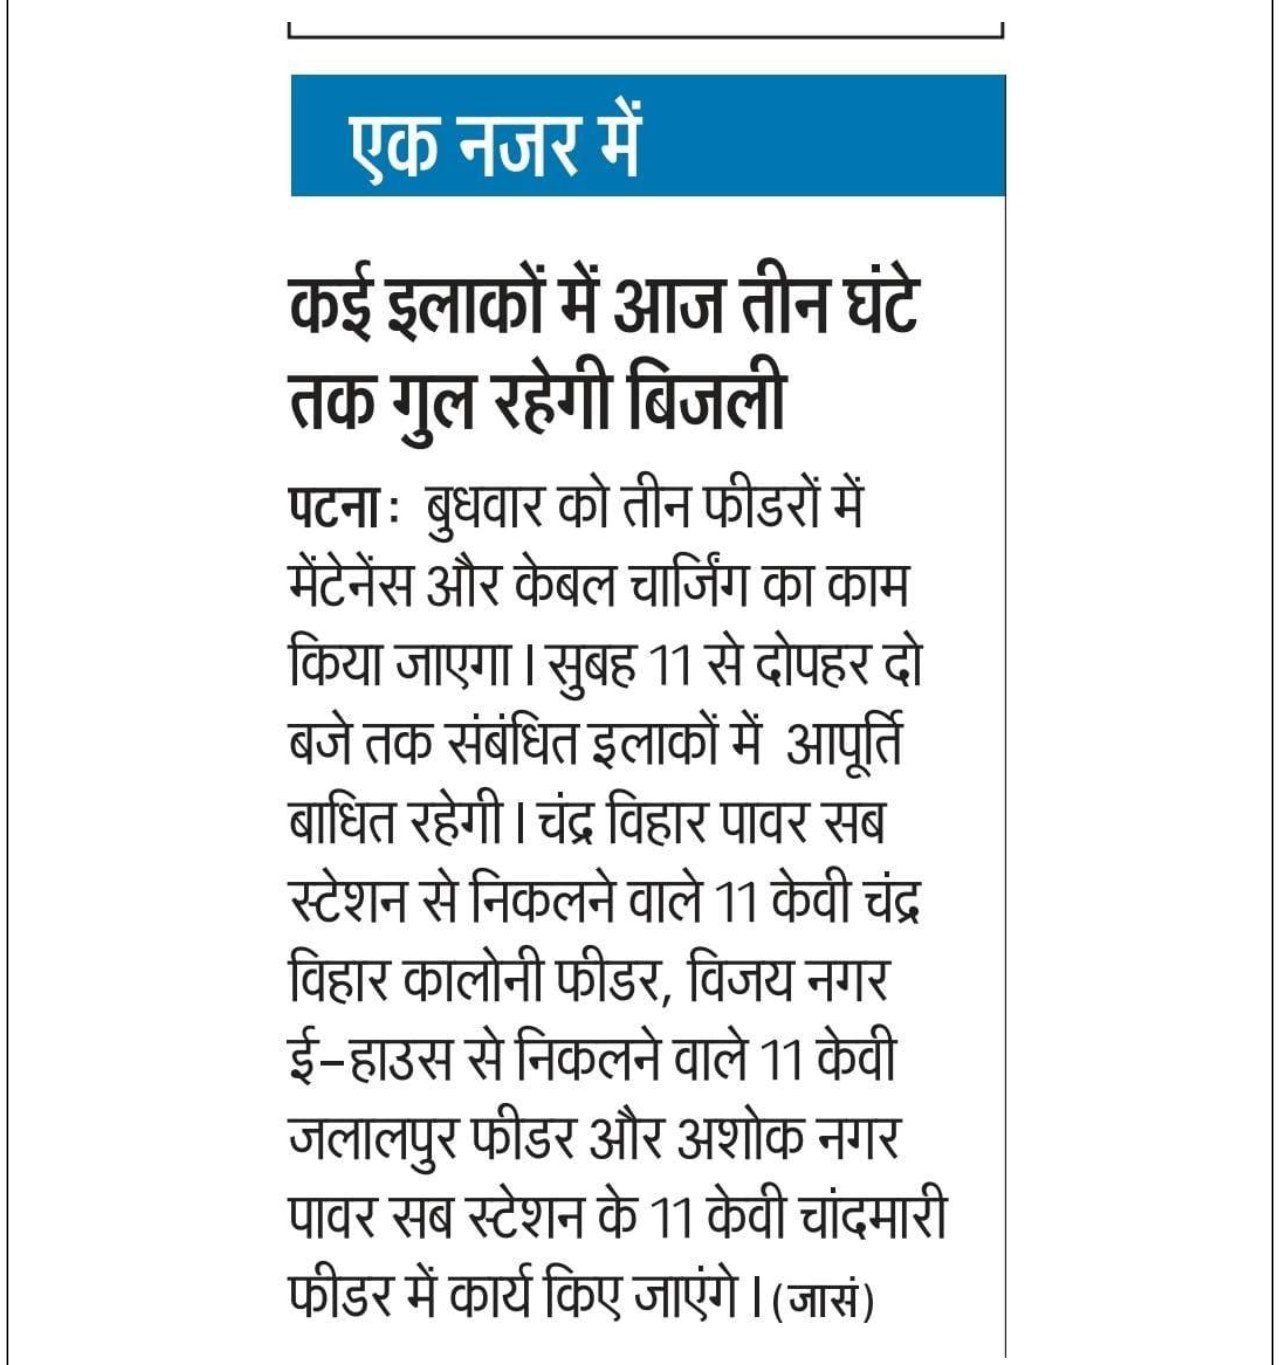 एक नजर में
कई इलाकों में आज तीन घंटे
तक गुल रहेगी बिजली
पटना: बुधवार को तीन फीडरों में
मेंटेनेंस और केबल चार्जिंग का काम
किया जाएगा। सुबह 11 से दोपहर दो
बजे तक संबंधित इलाकों में आपूर्ति
बाधित रहेगी। चंद्र विहार पावर सब
स्टेशन से निकलने वाले 11 केवी चंद्र
विहार कालोनी फीडर, विजय नगर
ई-हाउस से निकलने वाले 11 केवी
जलालपुर फीडर और अशोक नगर
पावर सब स्टेशन के 11 केवी चांदमारी
फीडर में कार्य किए जाएंगे। (जासं)